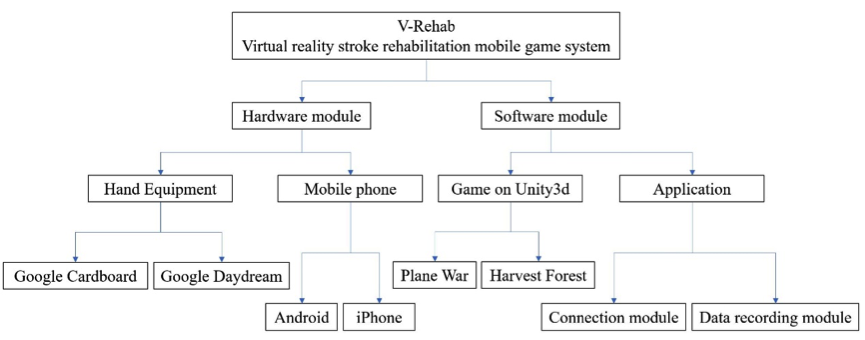 V-Rehab
Virtual reality stroke rehabilitation mobile game system
Hardware module
Software module
Hand Equipment
Mobile phone
Game on Unity3d
Application
Google Cardboard
Google Daydream
Plane War
Harvest Forest
Android
iPhone
Connection module
Data recording module